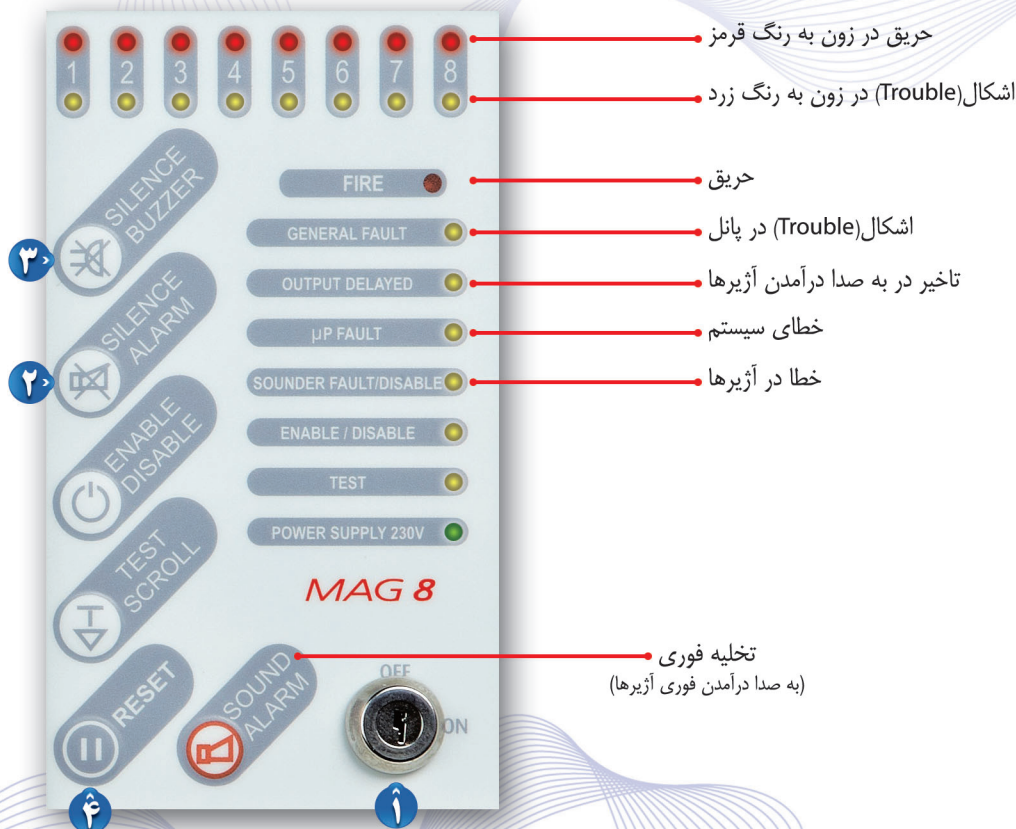 حریق در زون به رنگ قرمز
1 2 3 4 5 6 7 8
اشکال(Trouble) در زون به رنگ زرد
SILENCE
BUZZER
۳
FIRE
حریق
GENERAL FAULT
اشکال(Trouble) در پانل
OUTPUT DELAYED
تاخیر در به صدا درآمدن آژیرها
SILENCE
ALARM
۲
µP FAULT
خطای سیستم
SOUNDER FAULT/DISABLE
خطا در آژیرها
ENABLE
DISABLE
ENABLE / DISABLE
TEST
POWER SUPPLY 230V
TEST
SCROLL
MAG 8
RESET
۴
SOUND
ALARM
تخلیه فوری
(به صدا درآمدن فوری آژیرها)
OFF
ON
۱